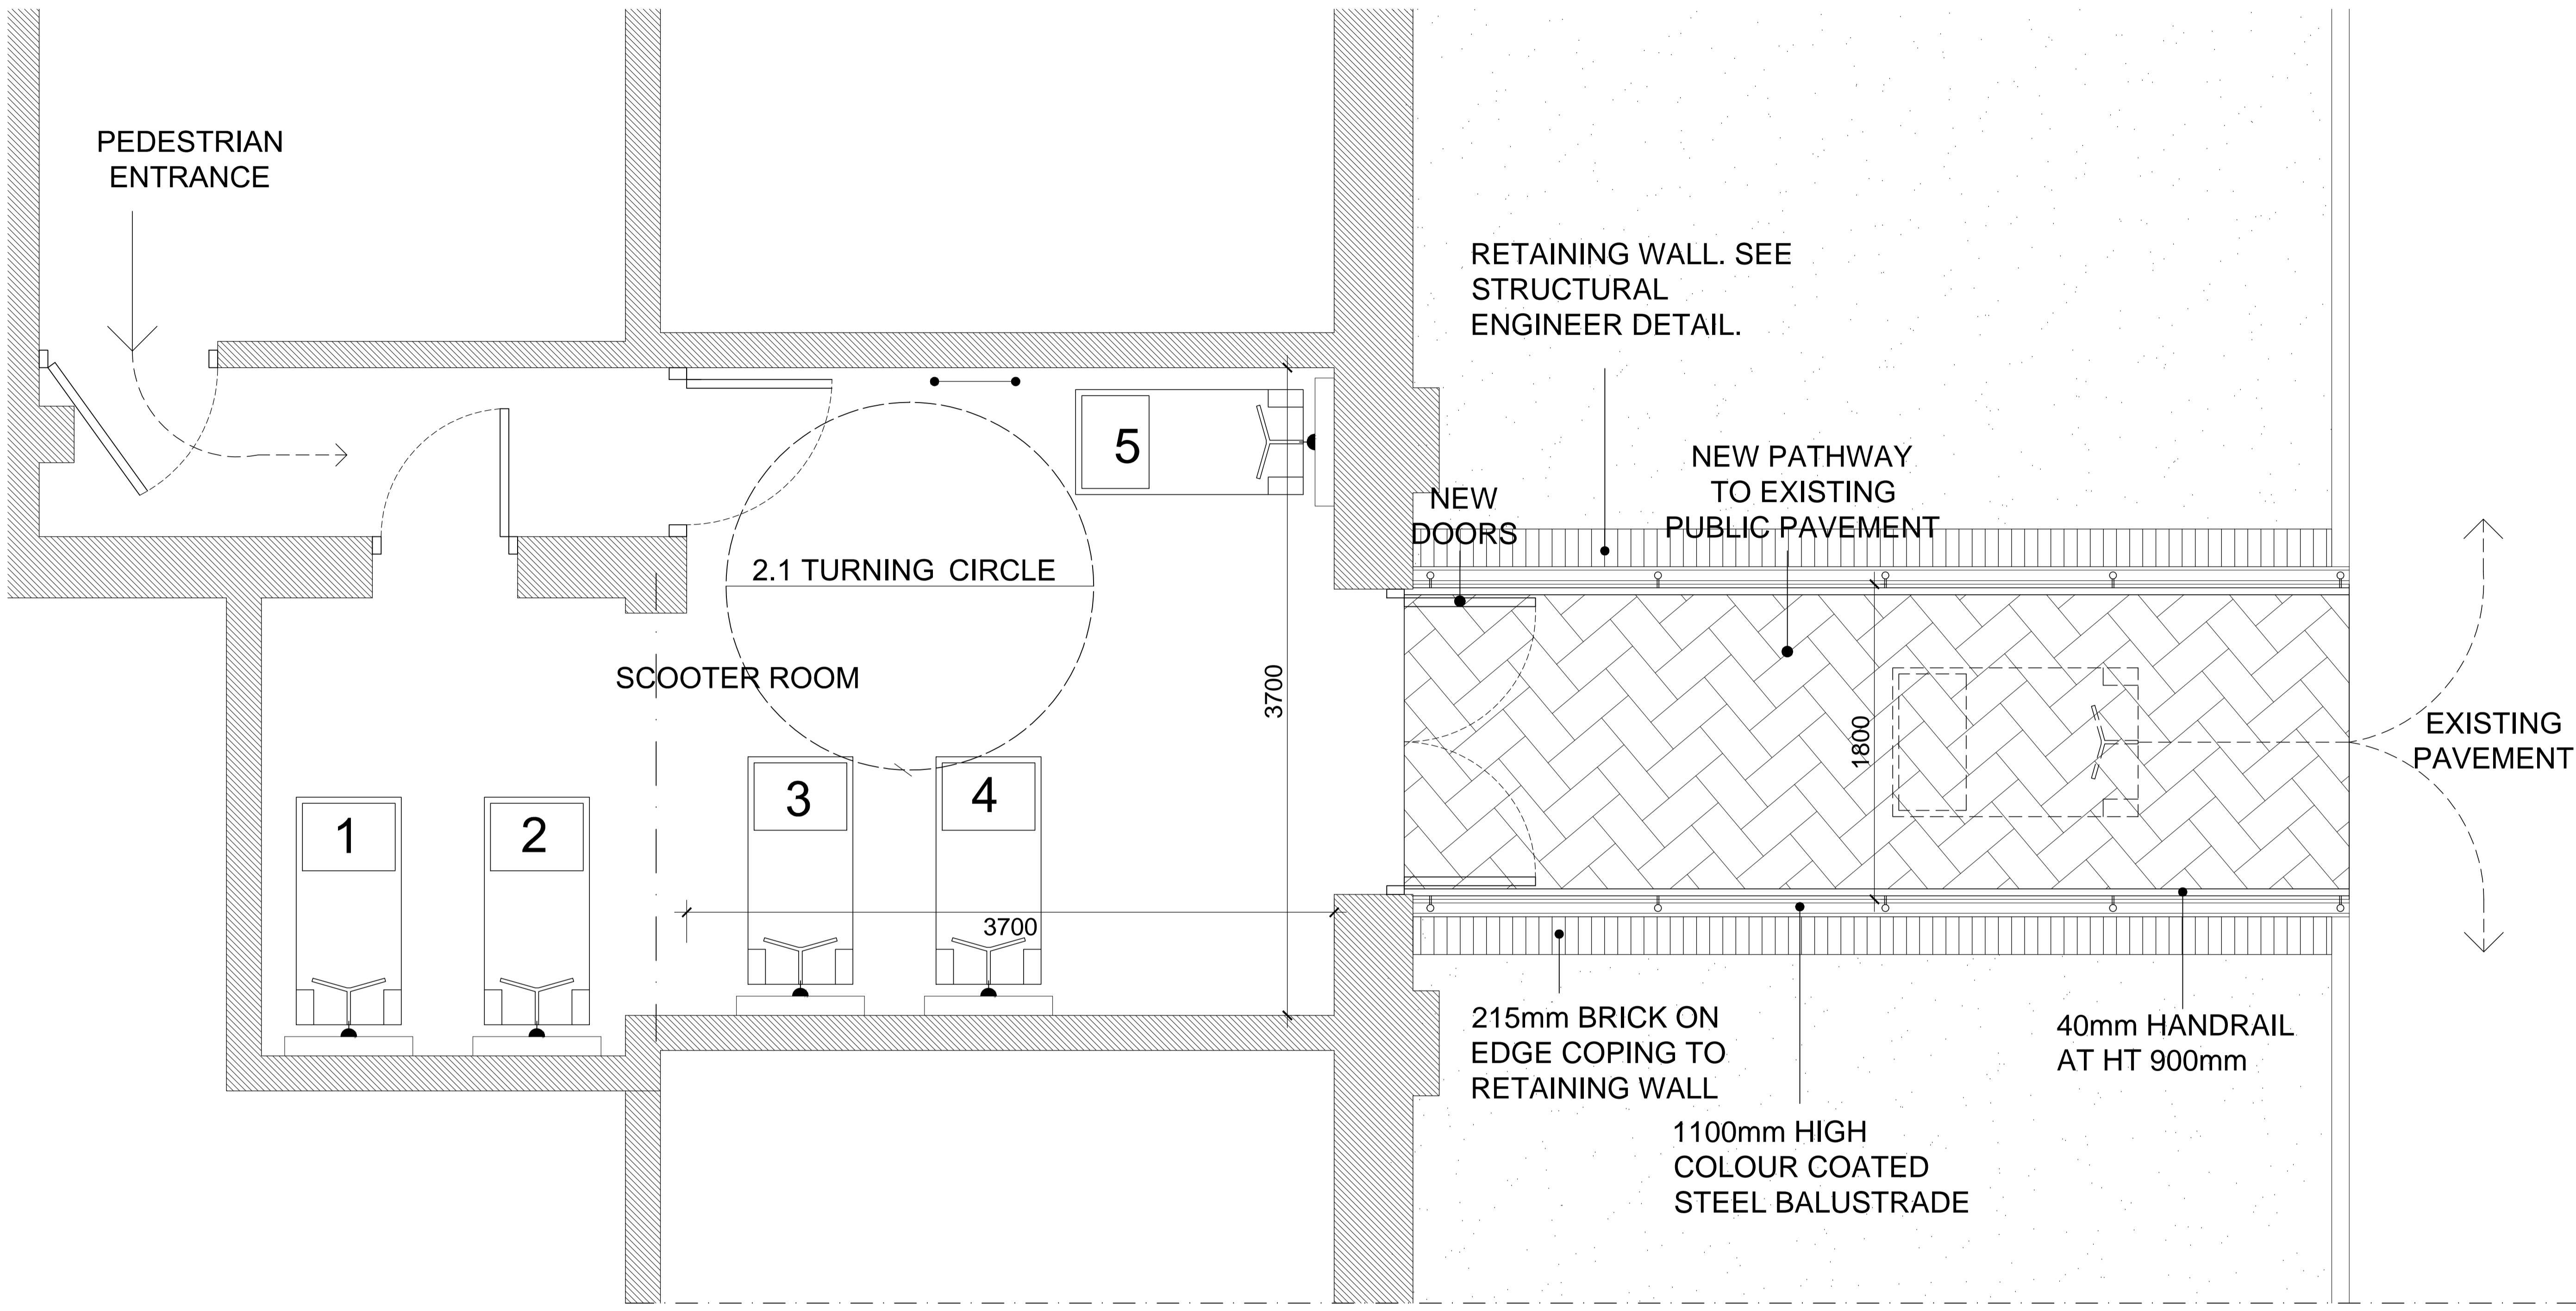 PEDESTRIAN
ENTRANCE
RETAINING WALL. SEE
STRUCTURAL
ENGINEER DETAIL.
5
NEW PATHWAY
TO EXISTING
PUBLIC PAVEMENT
NEW
DOORS
2.1 TURNING CIRCLE
SCOOTER ROOM
3700
1800
EXISTING
PAVEMENT
1
2
3
4
3700
215mm BRICK ON
EDGE COPING TO
RETAINING WALL
40mm HANDRAIL
AT HT 900mm
1100mm HIGH
COLOUR COATED
STEEL BALUSTRADE